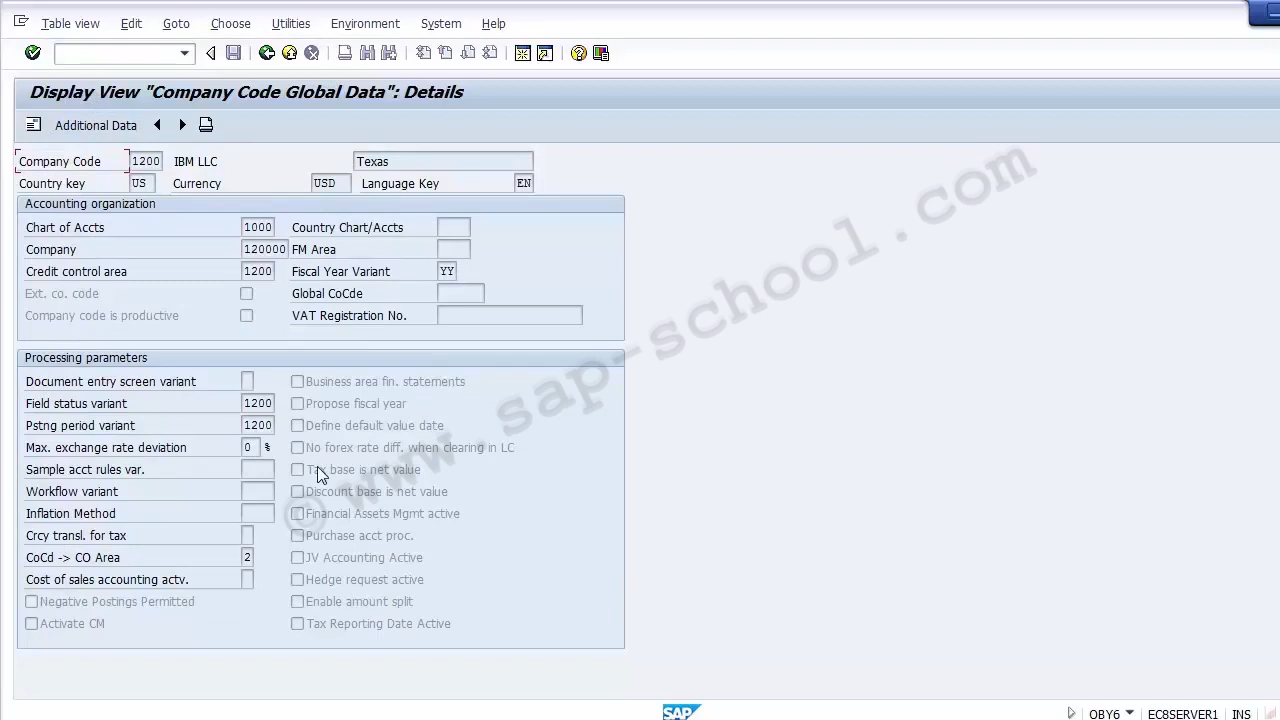 Table view Edit Goto Choose Utilities Environment System Help
Display View "Company Code Global Data": Details
Additional Data
Company Code 1200 IBM LLC Texas
Country key US Currency USD Language Key EN
Accounting organization
Chart of Accts 1000 Country Chart/Accts
Company 120000 FM Area
Credit control area 1200 Fiscal Year Variant YY
Ext. co. code Global CoCde
Company code is productive VAT Registration No.
Processing parameters
Document entry screen variant Business area fin. statements
Field status variant 1200 Propose fiscal year
Pstng period variant 1200 Define default value date
Max. exchange rate deviation 0 % No forex rate diff. when clearing in LC
Sample acct rules var. Tax base is net value
Workflow variant Discount base is net value
Inflation Method Financial Assets Mgmt active
Crcy transl. for tax Purchase acct proc.
CoCd -> CO Area 2 JV Accounting Active
Cost of sales accounting actv. Hedge request active
Negative Postings Permitted Enable amount split
Activate CM Tax Reporting Date Active
© www.sap-school.com
SAP OBY6 EC8SERVER1 INS